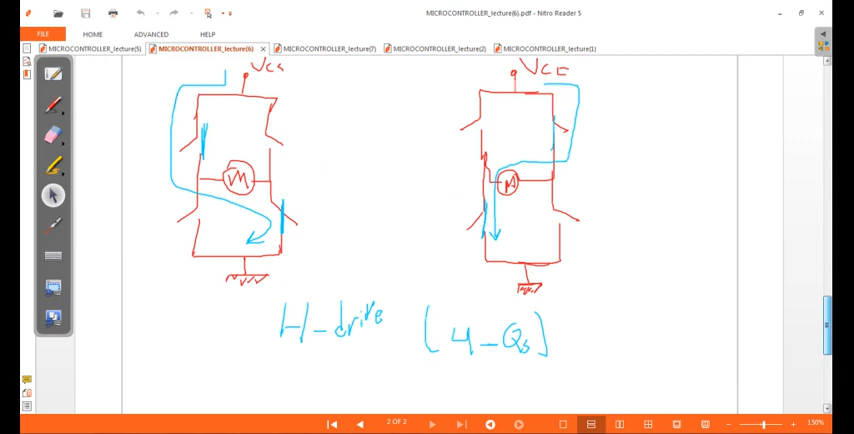 MICROCONTROLLER_lecture(6).pdf - Nitro Reader 5
FILE HOME ADVANCED HELP
MICROCONTROLLER_lecture(5) MICROCONTROLLER_lecture(6) MICROCONTROLLER_lecture(7) MICROCONTROLLER_lecture(2) MICROCONTROLLER_lecture(1)
Vcc VCC
M M
H-drive (4-Qs)
2 OF 2 150%